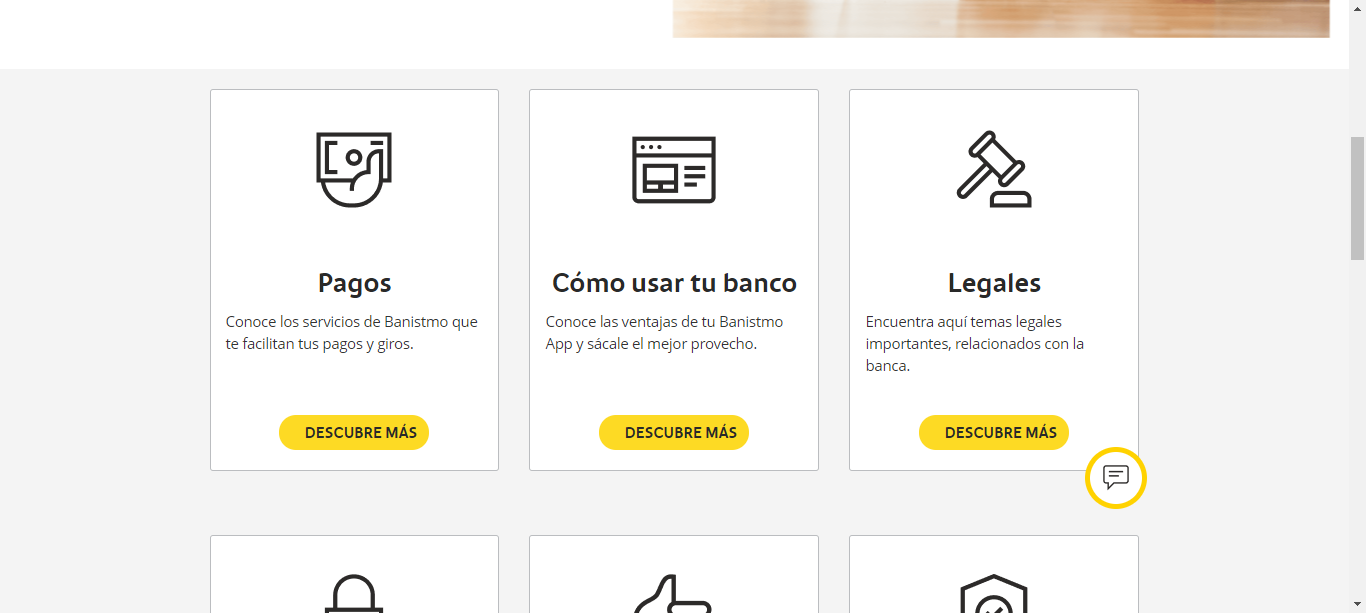 Pagos
Conoce los servicios de Banistmo que
te facilitan tus pagos y giros.
DESCUBRE MÁS
Cómo usar tu banco
Conoce las ventajas de tu Banistmo
App y sácale el mejor provecho.
DESCUBRE MÁS
Legales
Encuentra aquí temas legales
importantes, relacionados con la
banca.
DESCUBRE MÁS